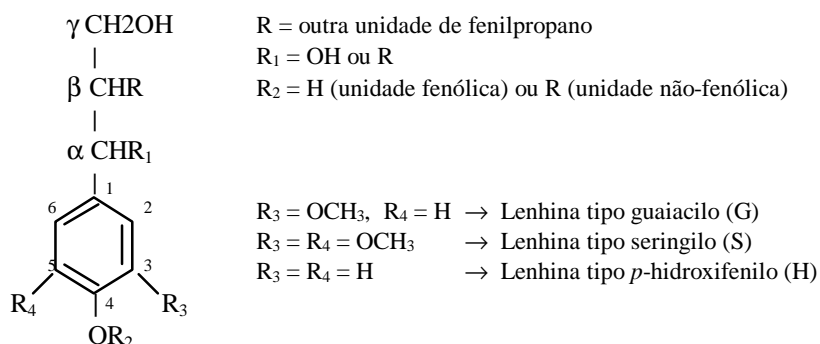 γ CH2OH
R = outra unidade de fenilpropano
R₁ = OH ou R
β CHR
R₂ = H (unidade fenólica) ou R (unidade não-fenólica)
α CHR₁
1
6
2
R₃ = OCH₃, R₄ = H → Lenhina tipo guaiacilo (G)
R₃ = R₄ = OCH₃ → Lenhina tipo seringilo (S)
5
3
R₃ = R₄ = H → Lenhina tipo p-hidroxifenilo (H)
R₄
4
R₃
OR₂